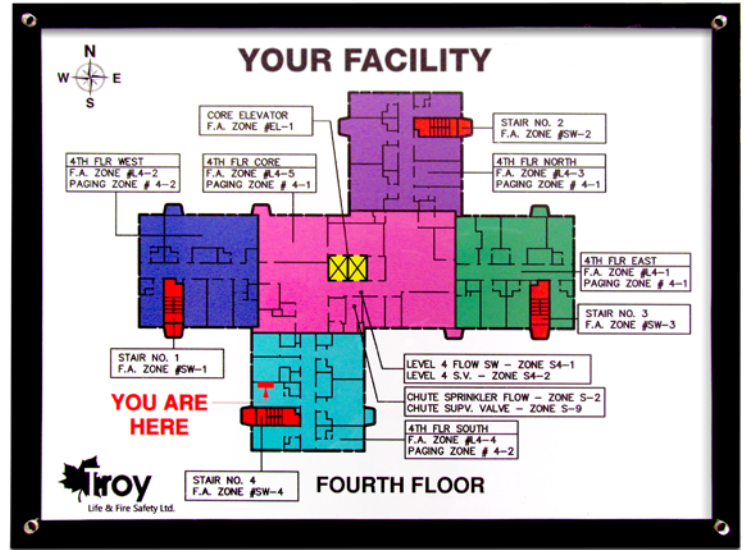 YOUR FACILITY
N
W E
S
CORE ELEVATOR
F.A. ZONE #EL-1
STAIR NO. 2
F.A. ZONE #SW-2
4TH FLR WEST
F.A. ZONE #L4-2
PAGING ZONE # 4-2
4TH FLR CORE
F.A. ZONE #L4-5
PAGING ZONE # 4-1
4TH FLR NORTH
F.A. ZONE #L4-3
PAGING ZONE # 4-1
4TH FLR EAST
F.A. ZONE #L4-1
PAGING ZONE # 4-1
STAIR NO. 3
F.A. ZONE #SW-3
STAIR NO. 1
F.A. ZONE #SW-1
LEVEL 4 FLOW SW - ZONE S4-1
LEVEL 4 S.V. - ZONE S4-2
YOU ARE
HERE
CHUTE SPRINKLER FLOW - ZONE S-2
CHUTE SUPV. VALVE - ZONE S-9
4TH FLR SOUTH
F.A. ZONE #L4-4
PAGING ZONE # 4-2
STAIR NO. 4
F.A. ZONE #SW-4
FOURTH FLOOR
Troy
Life & Fire Safety Ltd.